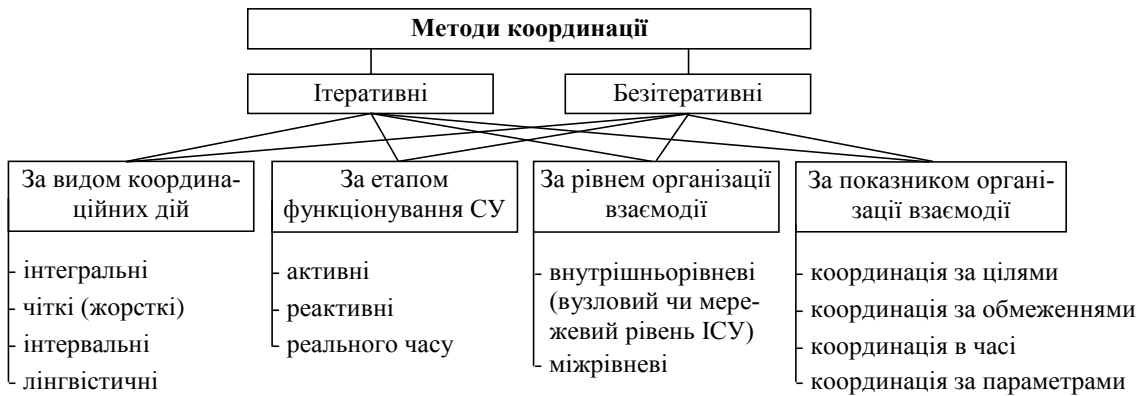 Методи координації
Ітеративні
Безітеративні
За видом координа-
ційних дій
- інтегральні
- чіткі (жорсткі)
- інтервальні
- лінгвістичні
За етапом
функціонування СУ
- активні
- реактивні
- реального часу
За рівнем організації
взаємодії
- внутрішньорівневі
(вузловий чи мере-
жевий рівень ІСУ)
- міжрівневі
За показником органі-
зації взаємодії
- координація за цілями
- координація за обмеженнями
- координація в часі
- координація за параметрами